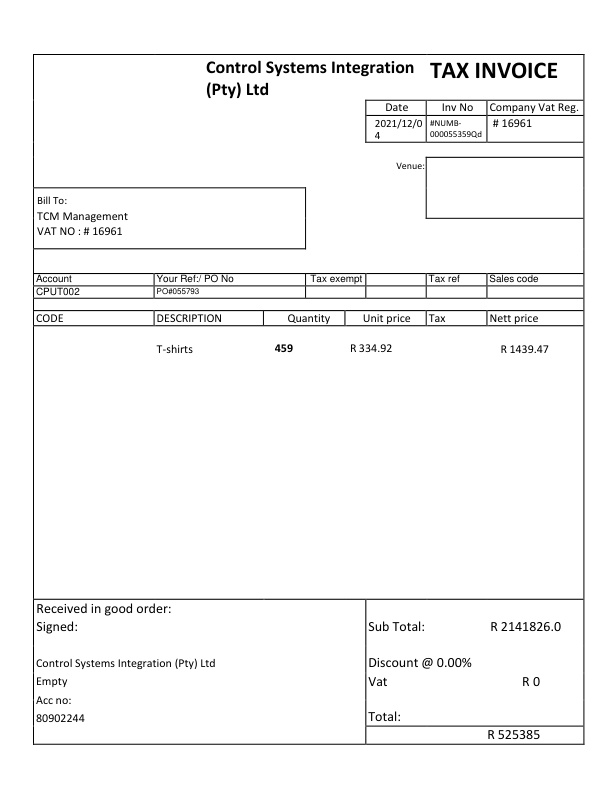 Control Systems Integration TAX INVOICE
(Pty) Ltd
Date Inv No Company Vat Reg.
2021/12/0 #NUMB- # 16961
4 000055359Qd
Venue:
Bill To:
TCM Management
VAT NO : # 16961
Account Your Ref:/ PO No Tax exempt Tax ref Sales code
CPUT002 PO#055793
CODE DESCRIPTION Quantity Unit price Tax Nett price
T-shirts 459 R 334.92 R 1439.47
Received in good order:
Signed: Sub Total: R 2141826.0
Control Systems Integration (Pty) Ltd Discount @ 0.00%
Empty Vat R 0
Acc no:
80902244 Total:
R 525385